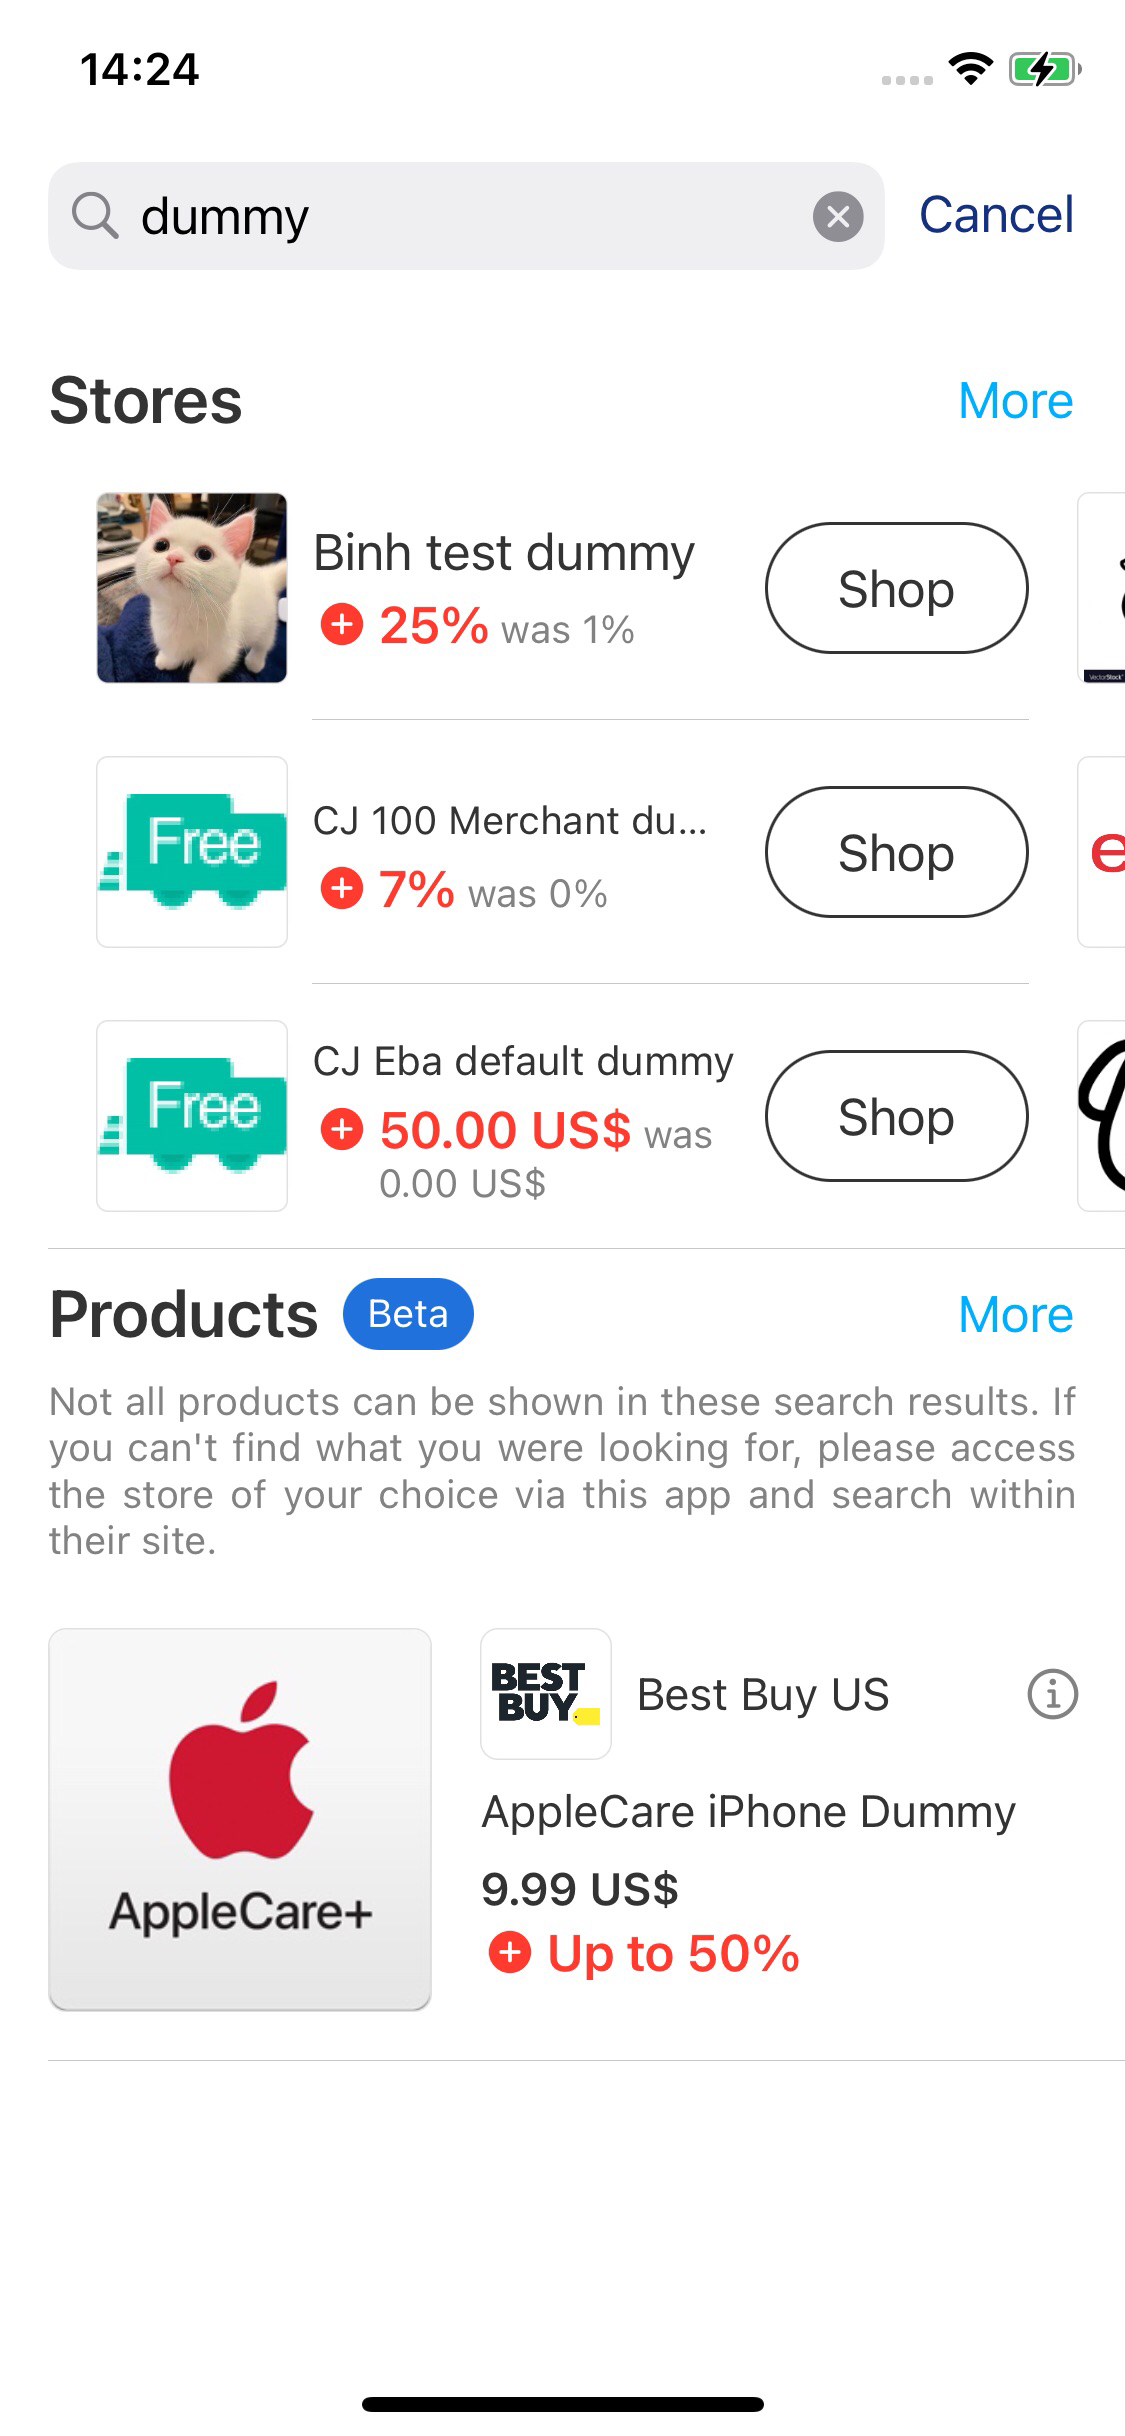 14:24
dummy
Cancel
Stores
More
Binh test dummy
25% was 1%
Shop
VectorStock
Free
CJ 100 Merchant du...
7% was 0%
Shop
e
Free
CJ Eba default dummy
50.00 US$ was
0.00 US$
Shop
Products
Beta
More
Not all products can be shown in these search results. If
you can't find what you were looking for, please access
the store of your choice via this app and search within
their site.
AppleCare+
BEST
BUY
Best Buy US
AppleCare iPhone Dummy
9.99 US$
Up to 50%